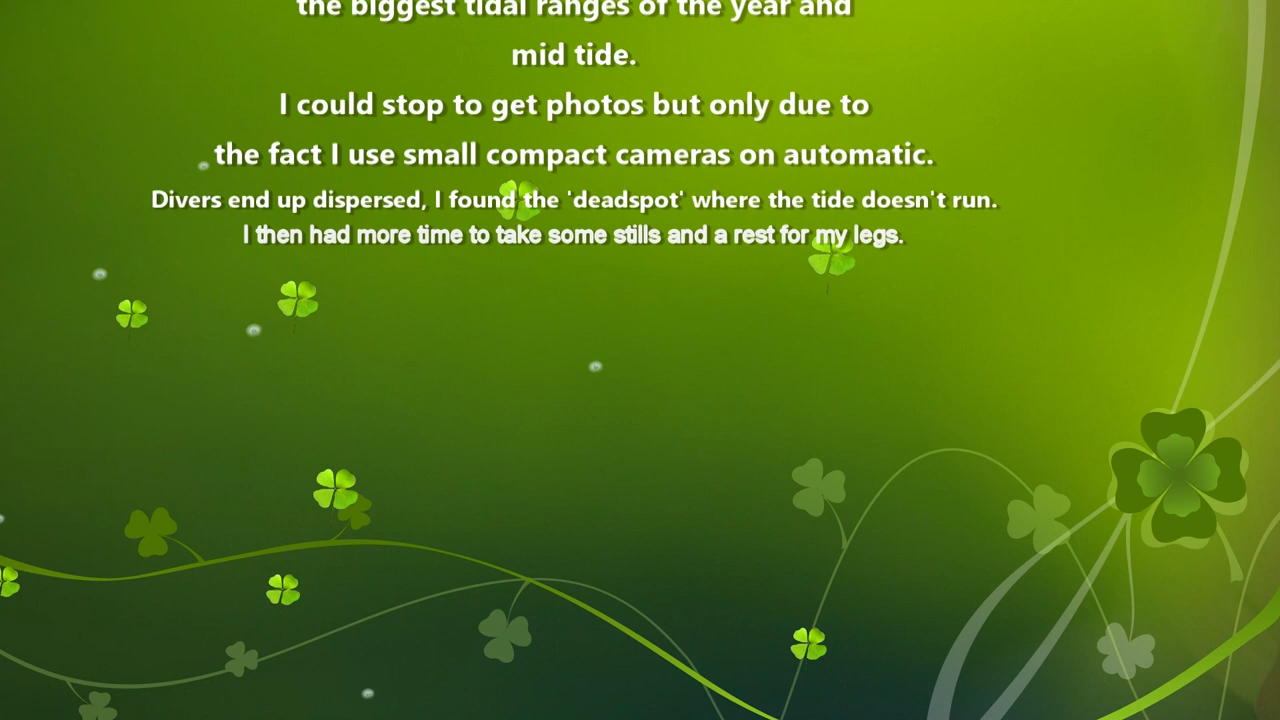 the biggest tidal ranges of the year and
mid tide.
I could stop to get photos but only due to
the fact I use small compact cameras on automatic.
Divers end up dispersed, I found the 'deadspot' where the tide doesn't run.
I then had more time to take some stills and a rest for my legs.